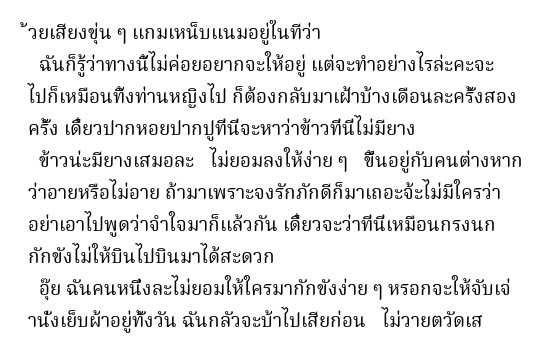 ้วยเสียงขุ่น ๆ แกมเหน็บแนมอยู่ในทีว่า
ฉันก็รู้ว่าทางนี้ไม่ค่อยอยากจะให้อยู่ แต่จะทำอย่างไรล่ะคะจะ
ไปก็เหมือนทิ้งท่านหญิงไป ก็ต้องกลับมาเฝ้าบ้างเดือนละครั้งสอง
ครั้ง เดี๋ยวปากหอยปากปูที่นี่จะหาว่าข้าวที่นี่ไม่มียาง
ข้าวน่ะมียางเสมอละ ไม่ยอมลงให้ง่าย ๆ ขึ้นอยู่กับคนต่างหาก
ว่าอายหรือไม่อาย ถ้ามาเพราะจงรักภักดีก็มาเถอะจ้ะไม่มีใครว่า
อย่าเอาไปพูดว่าจำใจมาก็แล้วกัน เดี๋ยวจะว่าที่นี่เหมือนกรงนก
กักขังไม่ให้บินไปบินมาได้สะดวก
อุ๊ย ฉันคนหนึ่งละไม่ยอมให้ใครมากักขังง่าย ๆ หรอกจะให้จับเจ่
านั่งเย็บผ้าอยู่ทั้งวัน ฉันกลัวจะบ้าไปเสียก่อน ไม่วายตวัดเส